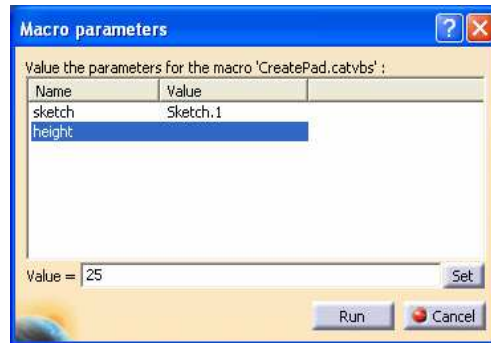 Macro parameters
Value the parameters for the macro 'CreatePad.catvbs' :
Name Value
sketch Sketch.1
height
Value = 25 Set
Run Cancel